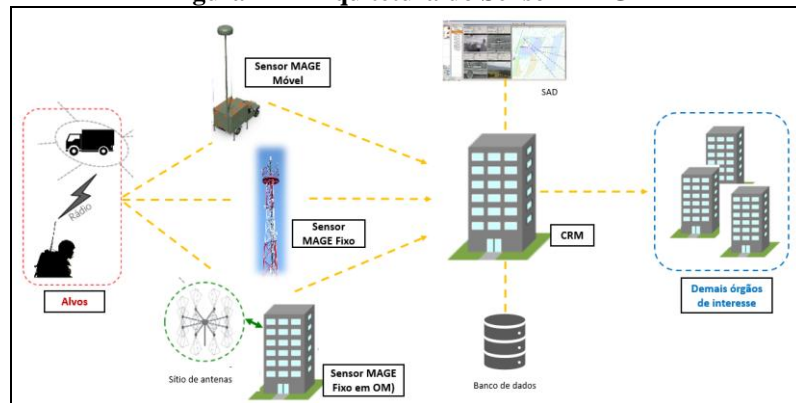 Sensor MAGE
Móvel
SAD
Rádio
Sensor
MAGE Fixo
CRM
Alvos
Demais órgãos
de interesse
Sítio de antenas
Sensor MAGE
Fixo em OM)
Banco de dados